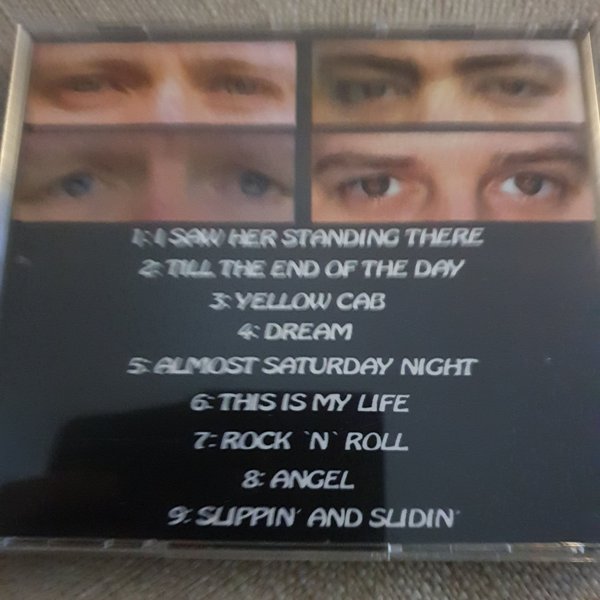 1: I SAW HER STANDING THERE
2: TILL THE END OF THE DAY
3: YELLOW CAB
4: DREAM
5: ALMOST SATURDAY NIGHT
6: THIS IS MY LIFE
7: ROCK `N` ROLL
8: ANGEL
9: SLIPPIN´ AND SLIDIN´